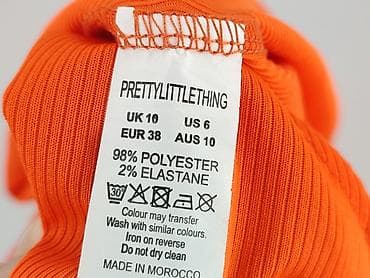 PRETTYLITTLETHING
UK 10 US 6
EUR 38 AUS 10
98% POLYESTER
2% ELASTANE
30°
Colour may transfer
Wash with similar colours.
Iron on reverse
Do not dry clean
MADE IN MOROCCO